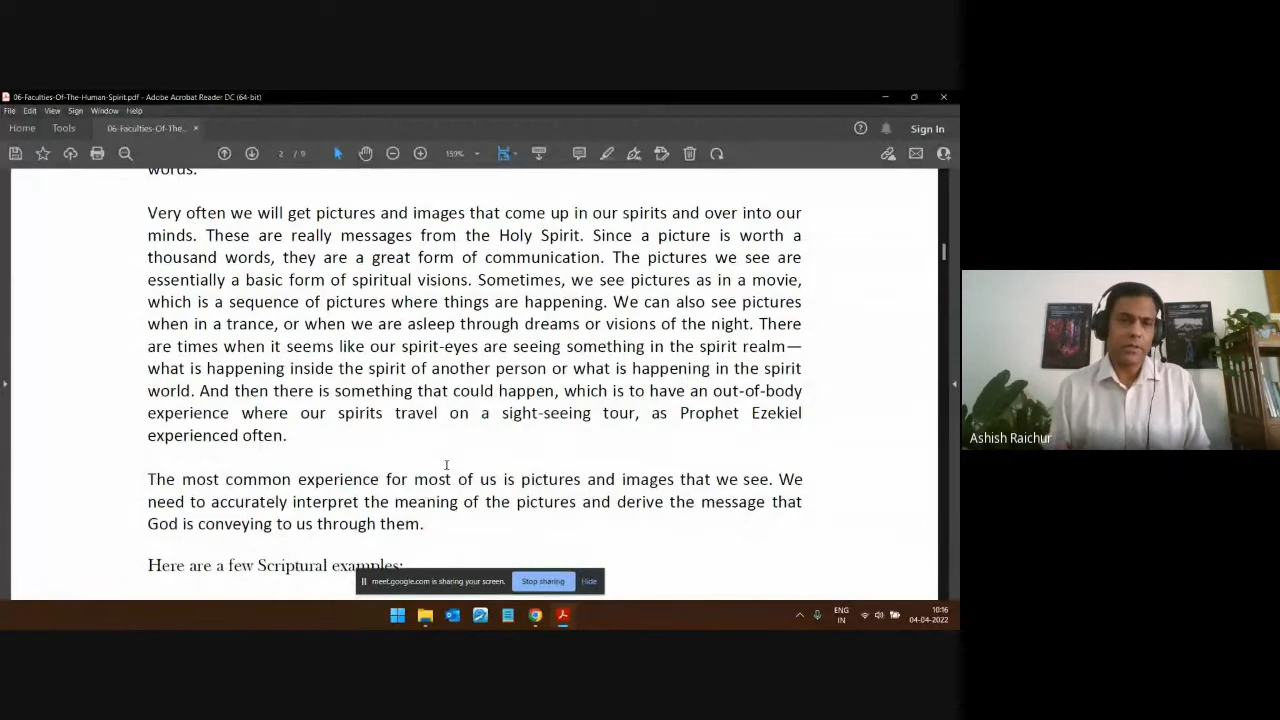 06-Faculties-Of-The-Human-Spirit.pdf - Adobe Acrobat Reader DC (64-bit)
File Edit View Sign Window Help
Home Tools 06-Faculties-Of-The... × Sign In
2 / 9 159%
words.
Very often we will get pictures and images that come up in our spirits and over into our
minds. These are really messages from the Holy Spirit. Since a picture is worth a
thousand words, they are a great form of communication. The pictures we see are
essentially a basic form of spiritual visions. Sometimes, we see pictures as in a movie,
which is a sequence of pictures where things are happening. We can also see pictures
when in a trance, or when we are asleep through dreams or visions of the night. There
are times when it seems like our spirit-eyes are seeing something in the spirit realm—
what is happening inside the spirit of another person or what is happening in the spirit
world. And then there is something that could happen, which is to have an out-of-body
experience where our spirits travel on a sight-seeing tour, as Prophet Ezekiel
experienced often.
The most common experience for most of us is pictures and images that we see. We
need to accurately interpret the meaning of the pictures and derive the message that
God is conveying to us through them.
Here are a few Scriptural examples:
meet.google.com is sharing your screen. Stop sharing Hide
ENG
IN
10:16
04-04-2022
Ashish Raichur